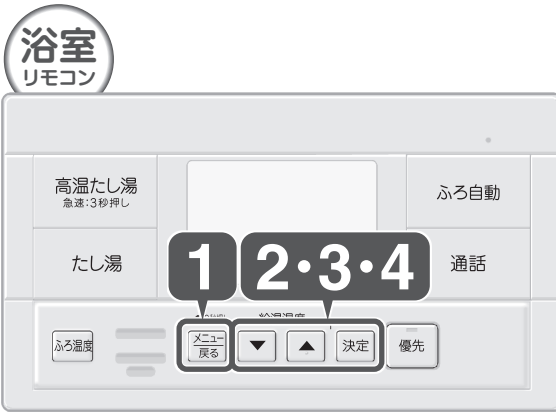 浴室
リモコン
高温たし湯
急速:3秒押し
ふろ自動
たし湯
1
2・3・4
通話
ふろ温度
メニュー
戻る
▼
▲
決定
優先